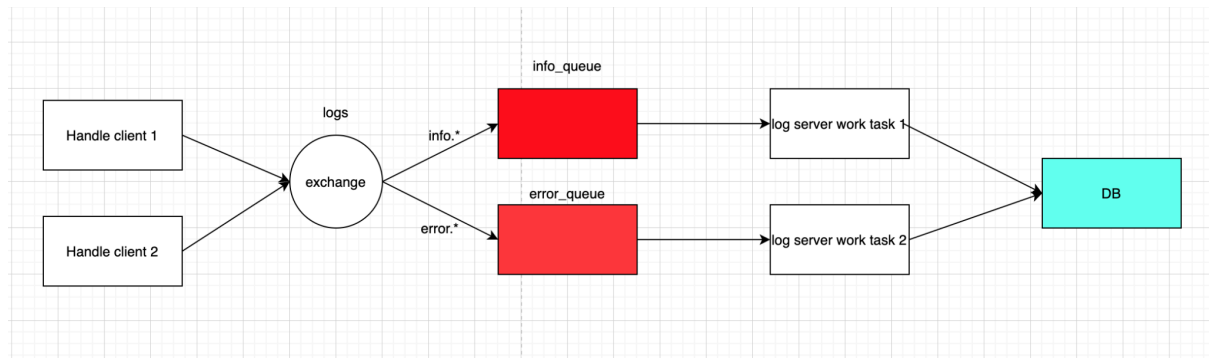 info_queue
logs
Handle client 1
info.*
log server work task 1
exchange
error_queue
DB
error.*
Handle client 2
log server work task 2